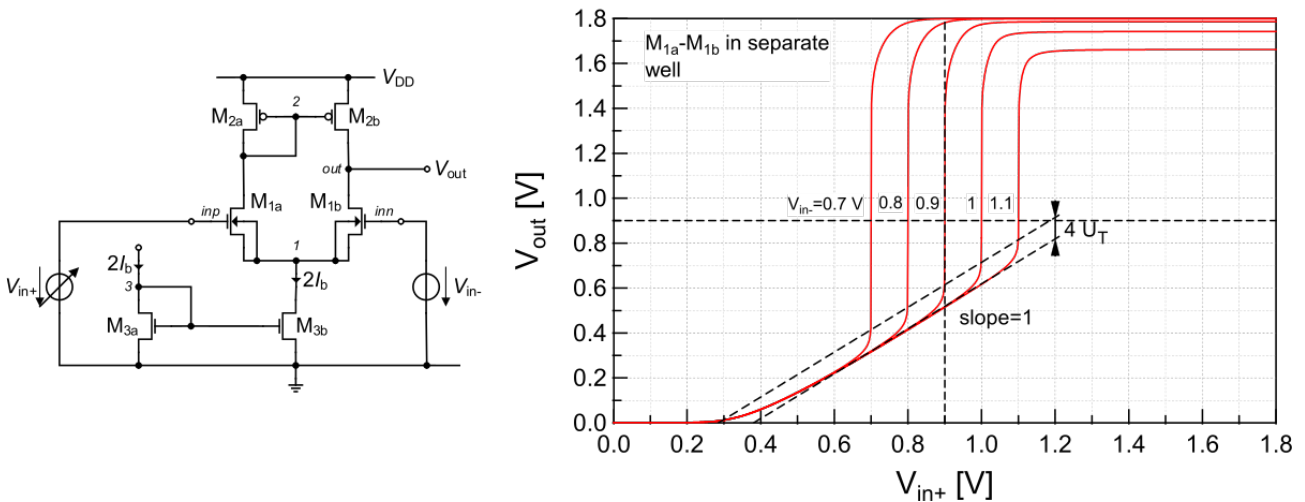 V_DD
2
M_2a
M_2b
out
V_out
M_1a
M_1b
inp
inn
1
2I_b
2I_b
3
V_in+
V_in-
M_3a
M_3b
M_1a-M_1b in separate
well
V_in-=0.7 V 0.8 0.9 1 1.1
4 U_T
slope=1
V_out [V]
1.8
1.6
1.4
1.2
1.0
0.8
0.6
0.4
0.2
0.0
0.0 0.2 0.4 0.6 0.8 1.0 1.2 1.4 1.6 1.8
V_in+ [V]